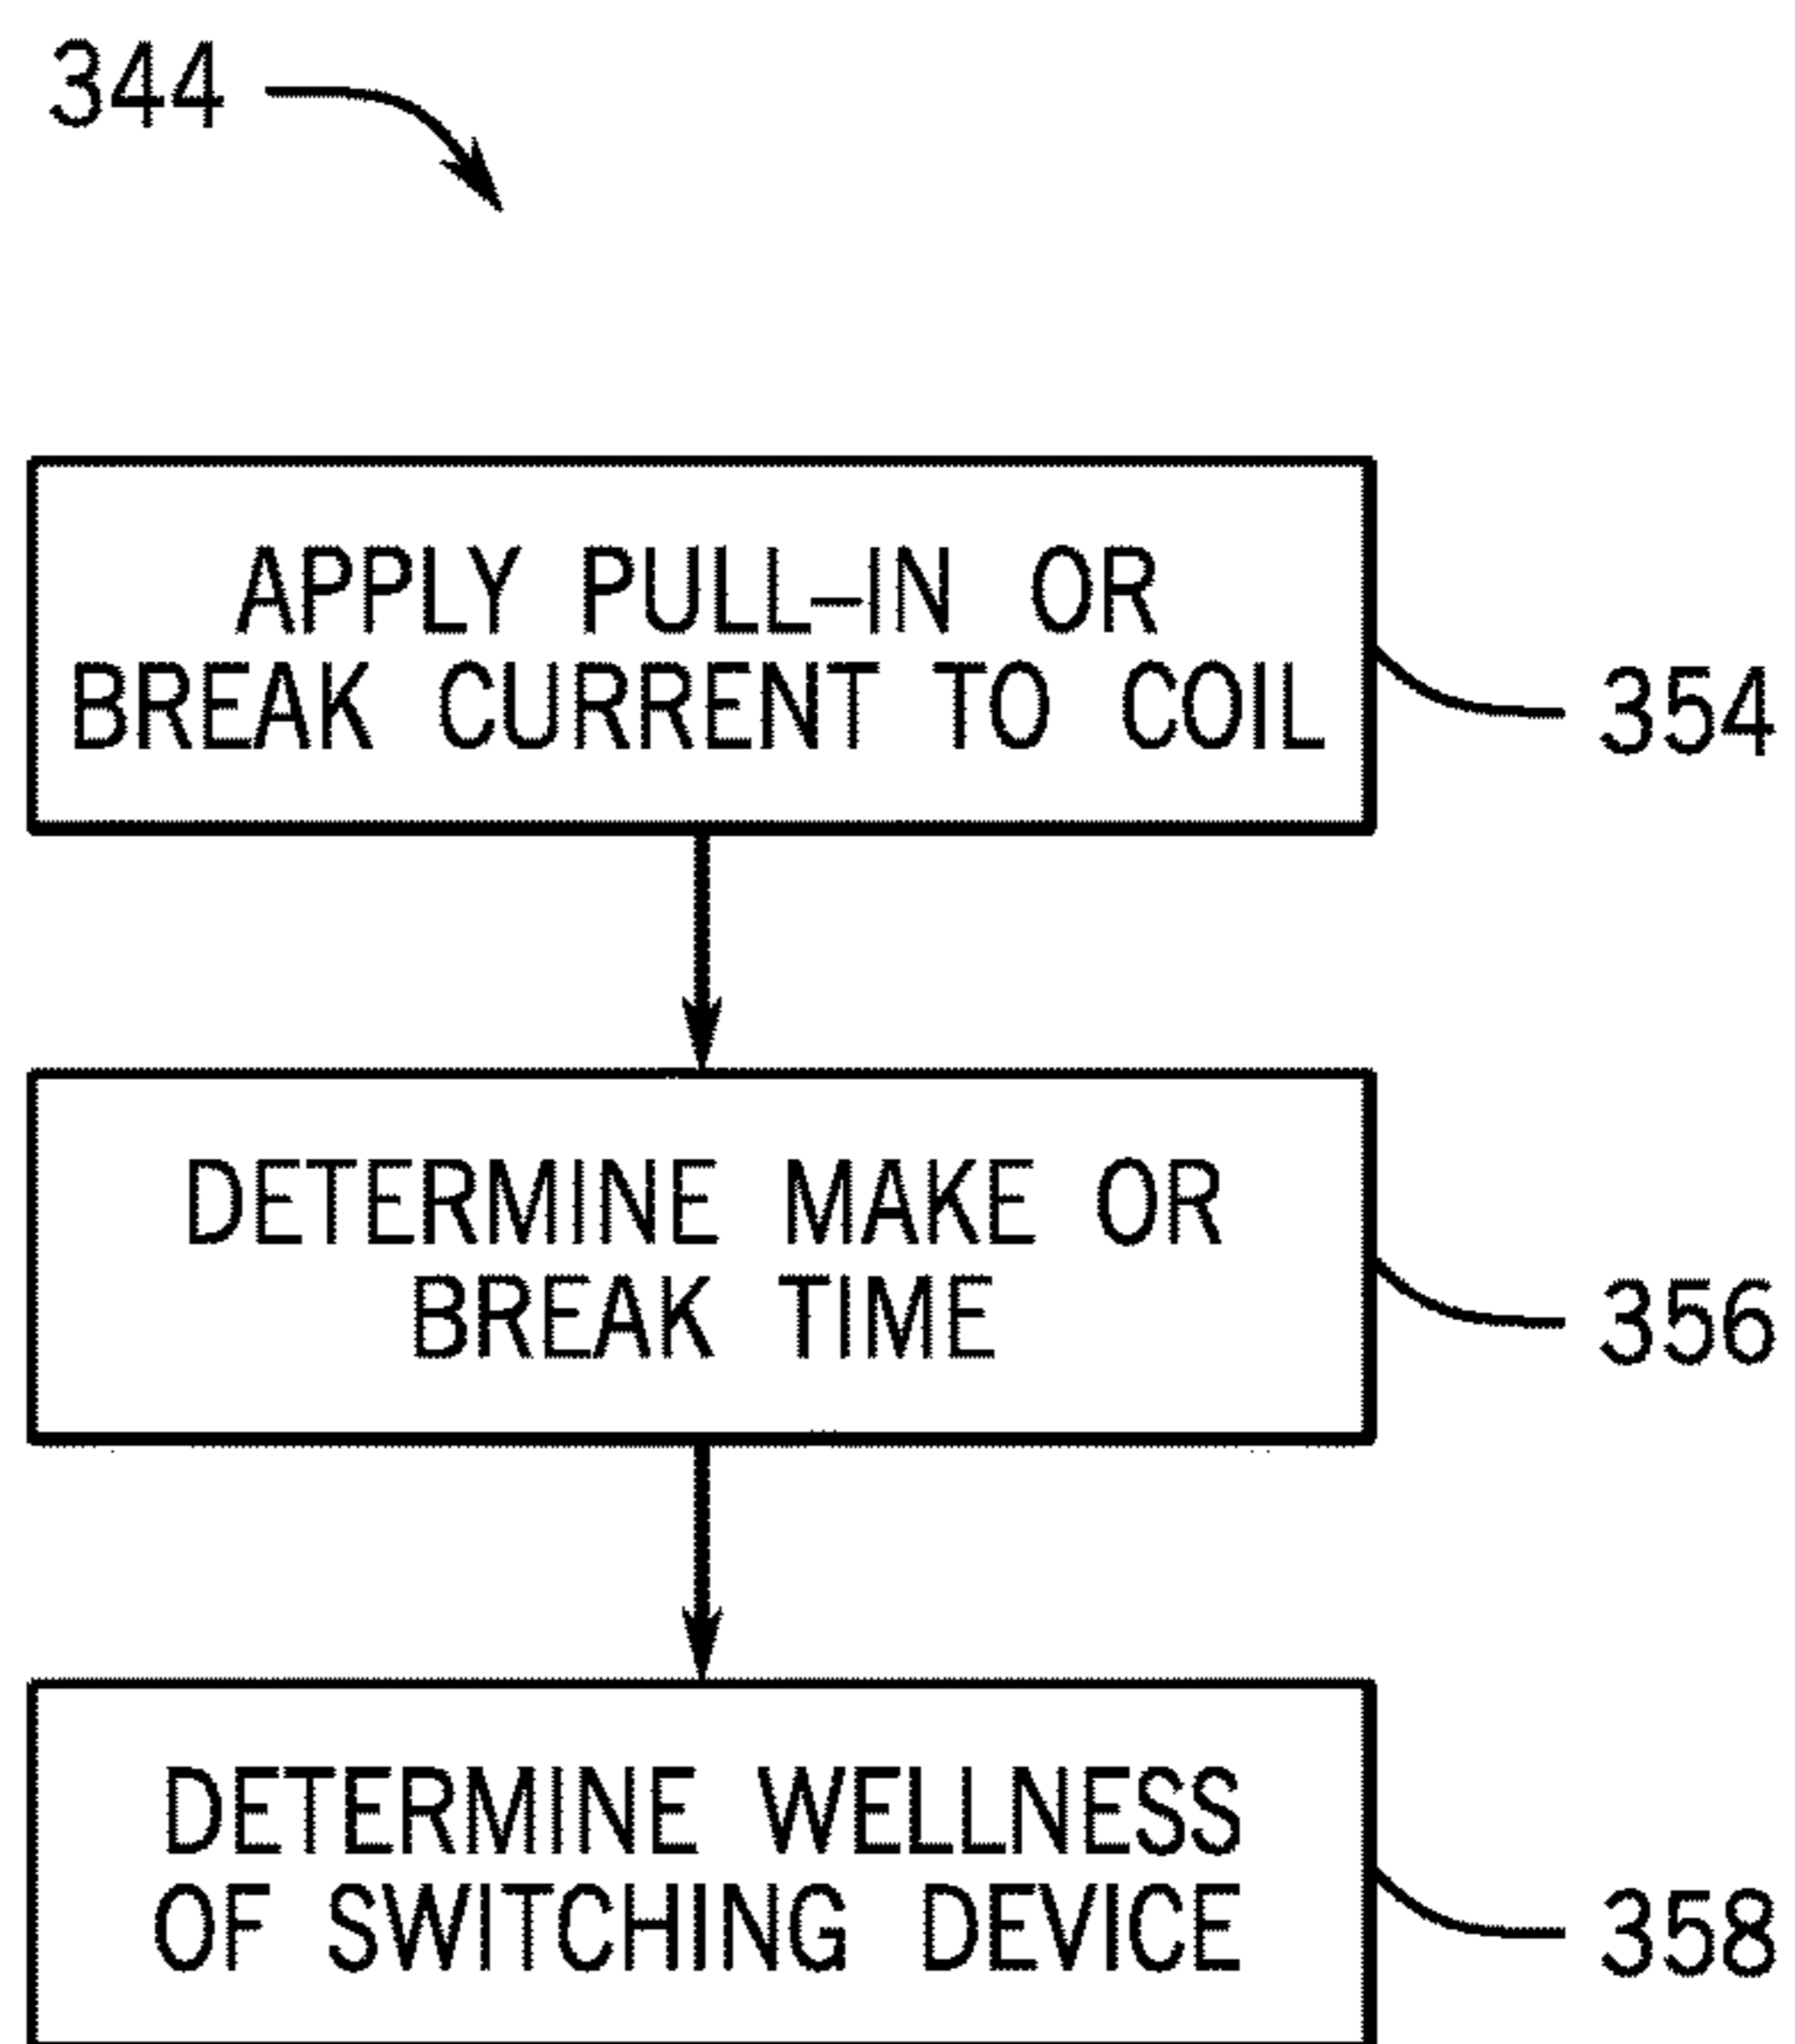 344
APPLY PULL-IN OR
BREAK CURRENT TO COIL
354
DETERMINE MAKE OR
BREAK TIME
356
DETERMINE WELLNESS
OF SWITCHING DEVICE
358